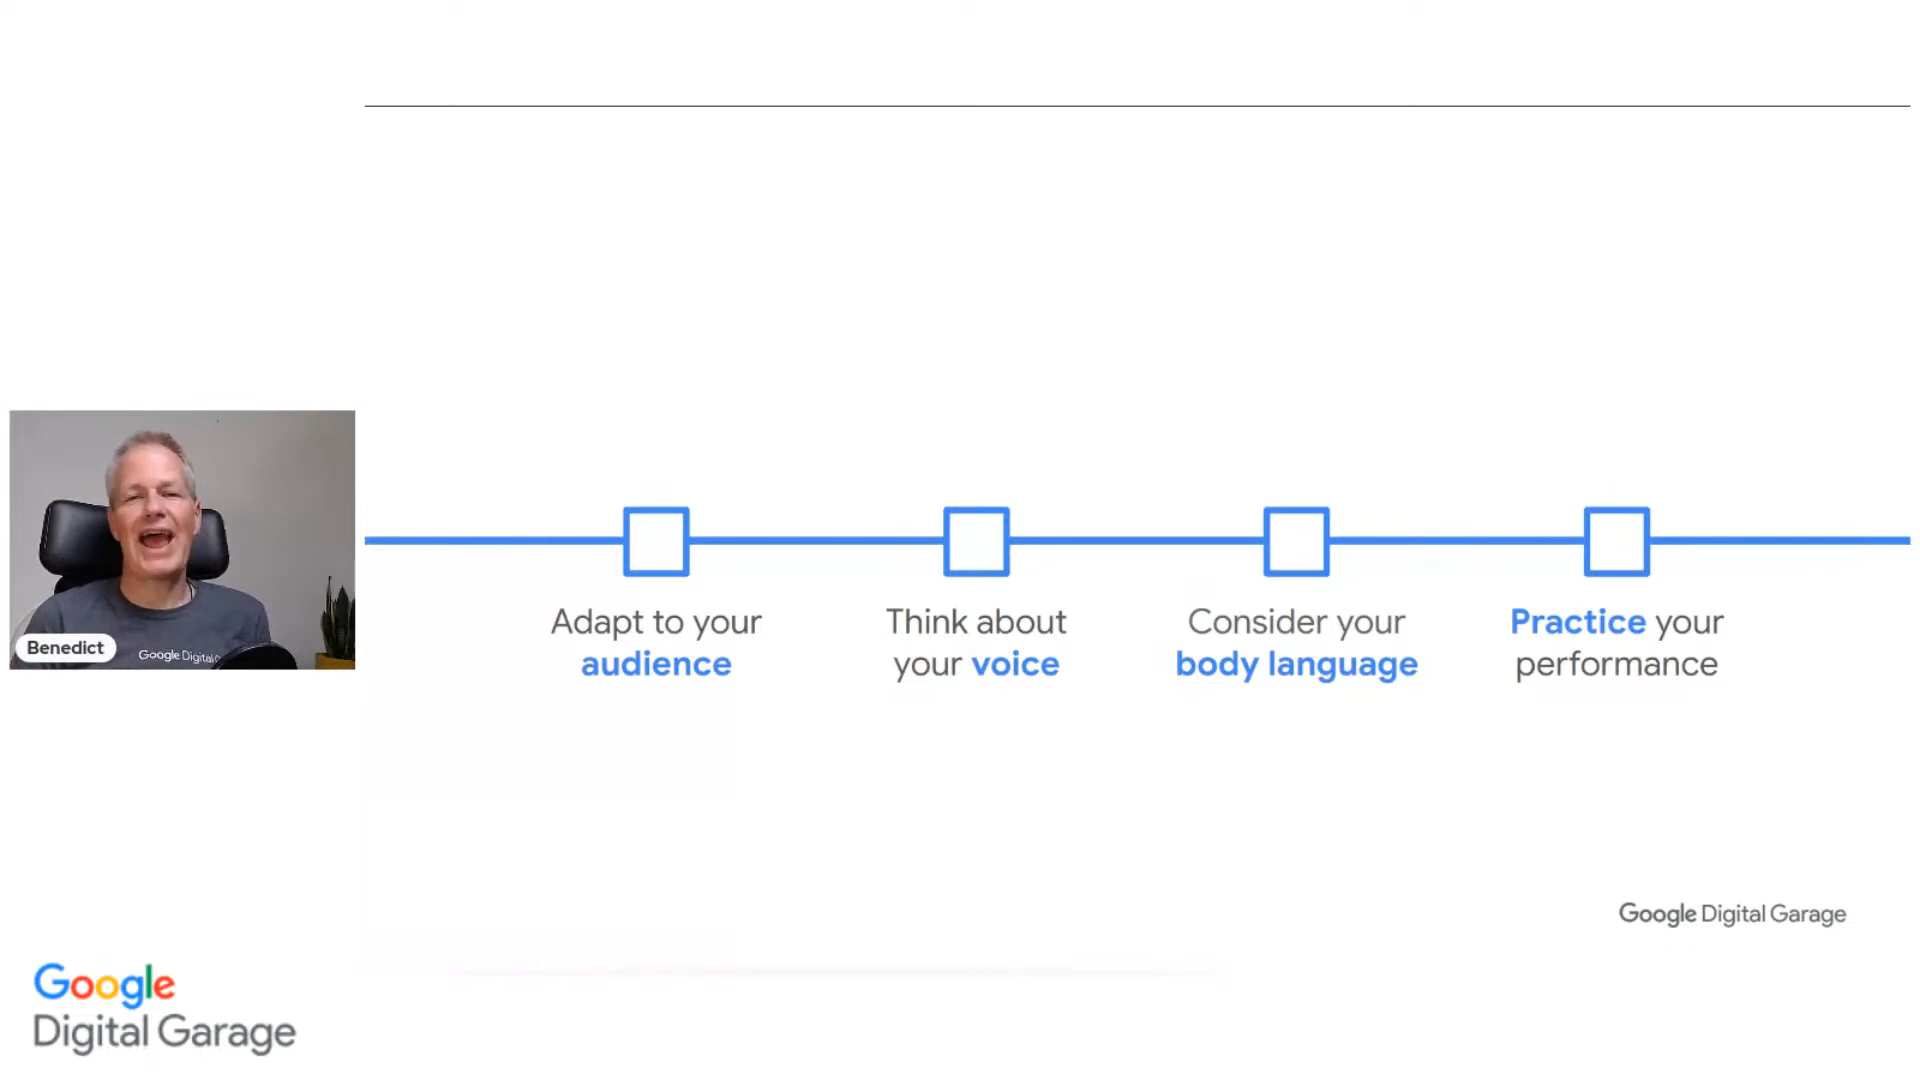 Benedict
Google Digital
Adapt to your
audience
Think about
your voice
Consider your
body language
Practice your
performance
Google Digital Garage
Google
Digital Garage